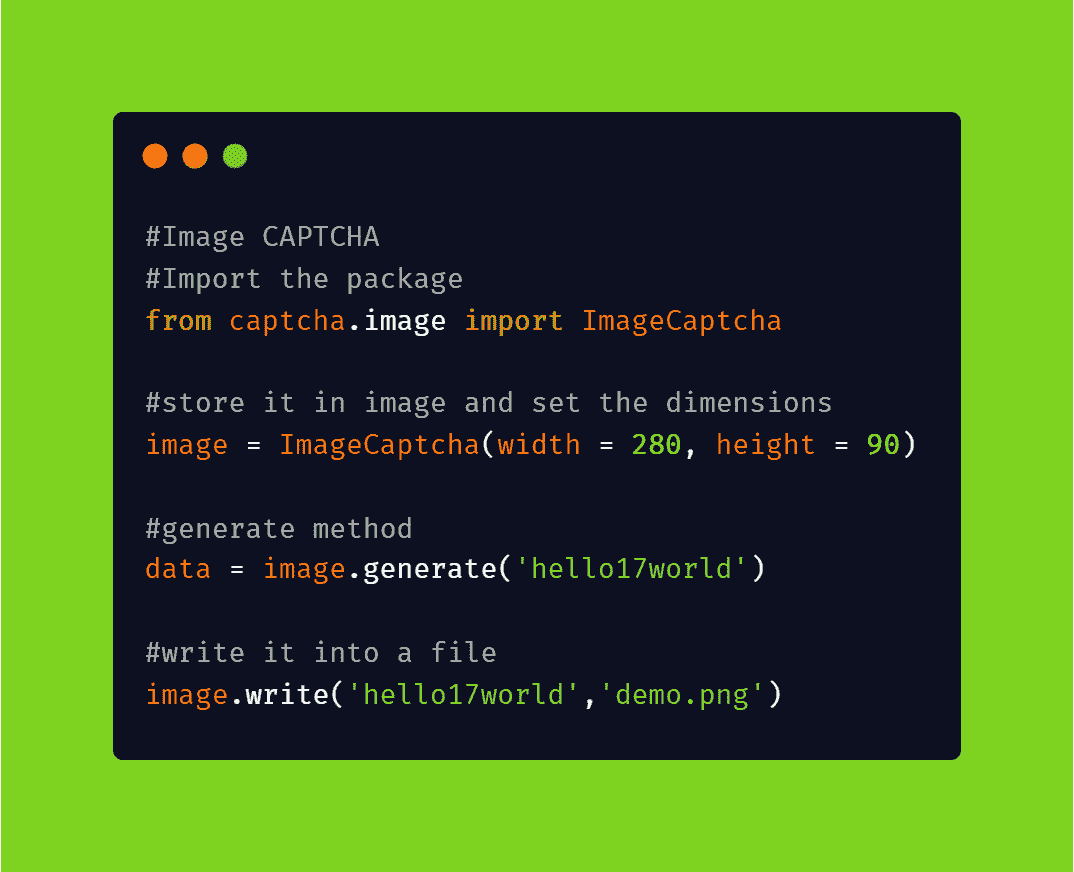 #Image CAPTCHA
#Import the package
from captcha.image import ImageCaptcha
#store it in image and set the dimensions
image = ImageCaptcha(width = 280, height = 90)
#generate method
data = image.generate('hello17world')
#write it into a file
image.write('hello17world','demo.png')